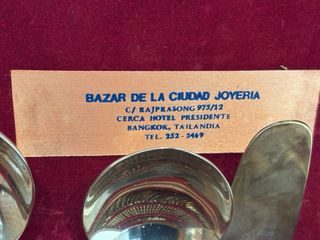 BAZAR DE LA CIUDAD JOYERIA
C/ RAJPRASONG 975/12
CERCA HOTEL PRESIDENTE
BANGKOK, TAILANDIA
TEL. 252 - 5469